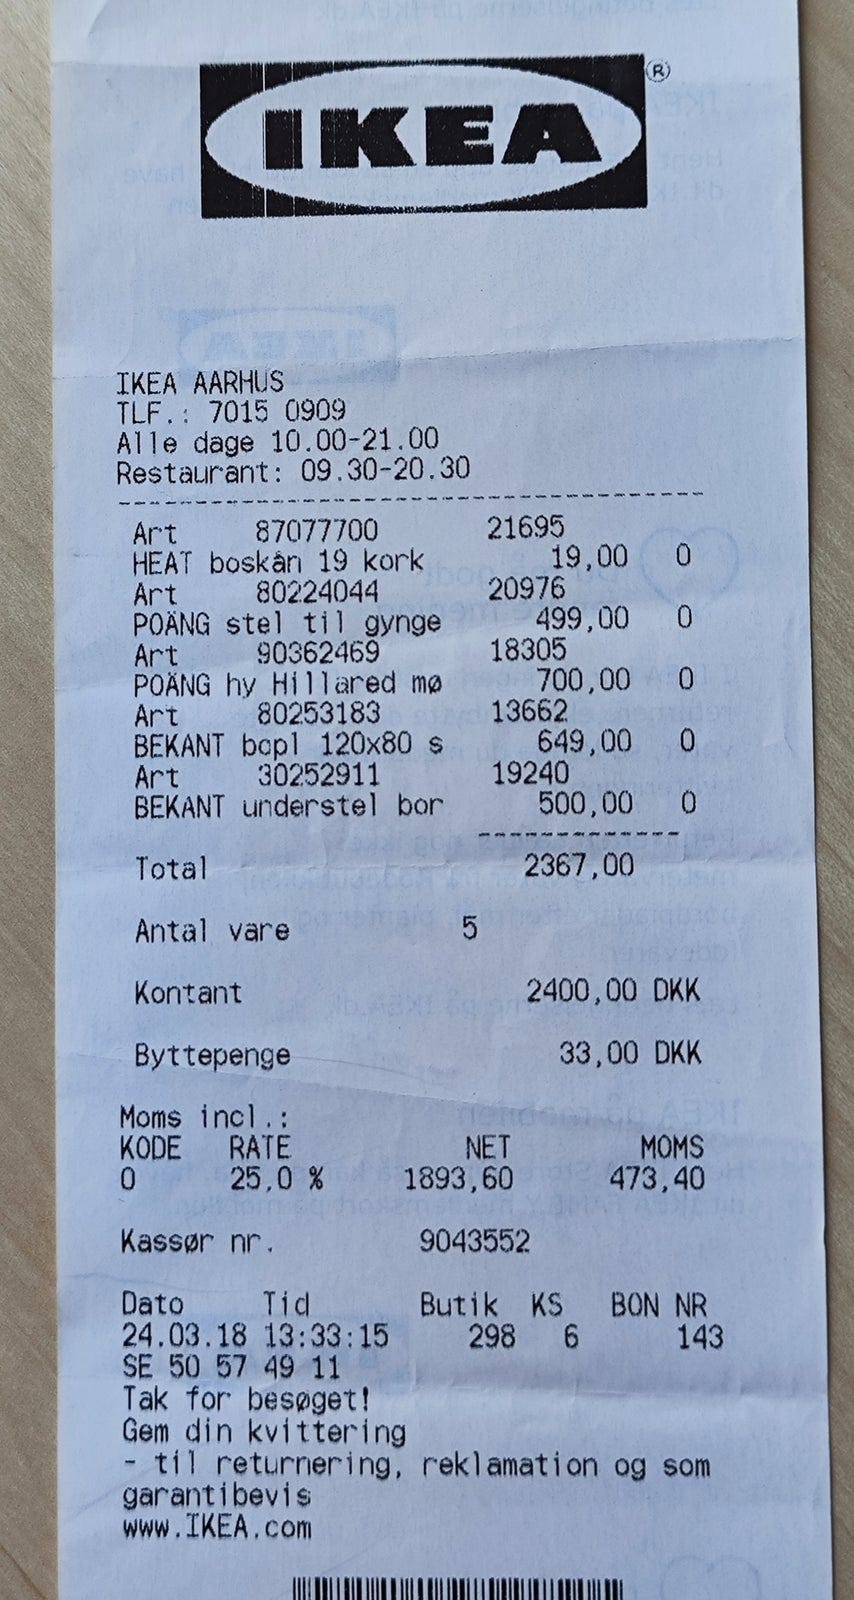 IKEA®
IKEA AARHUS
TLF.: 7015 0909
Alle dage 10.00-21.00
Restaurant: 09.30-20.30
Art 87077700 21695
HEAT boskån 19 kork 19,00 0
Art 80224044 20976
POÄNG stel til gynge 499,00 0
Art 90362469 18305
POÄNG hy Hillared mø 700,00 0
Art 80253183 13662
BEKANT bopl 120x80 s 649,00 0
Art 30252911 19240
BEKANT understel bor 500,00 0
Total 2367,00
Antal vare 5
Kontant 2400,00 DKK
Byttepenge 33,00 DKK
Moms incl.:
KODE RATE NET MOMS
0 25,0 % 1893,60 473,40
Kassør nr. 9043552
Dato Tid Butik KS BON NR
24.03.18 13:33:15 298 6 143
SE 50 57 49 11
Tak for besøget!
Gem din kvittering
- til returnering, reklamation og som
garantibevis
www.IKEA.com